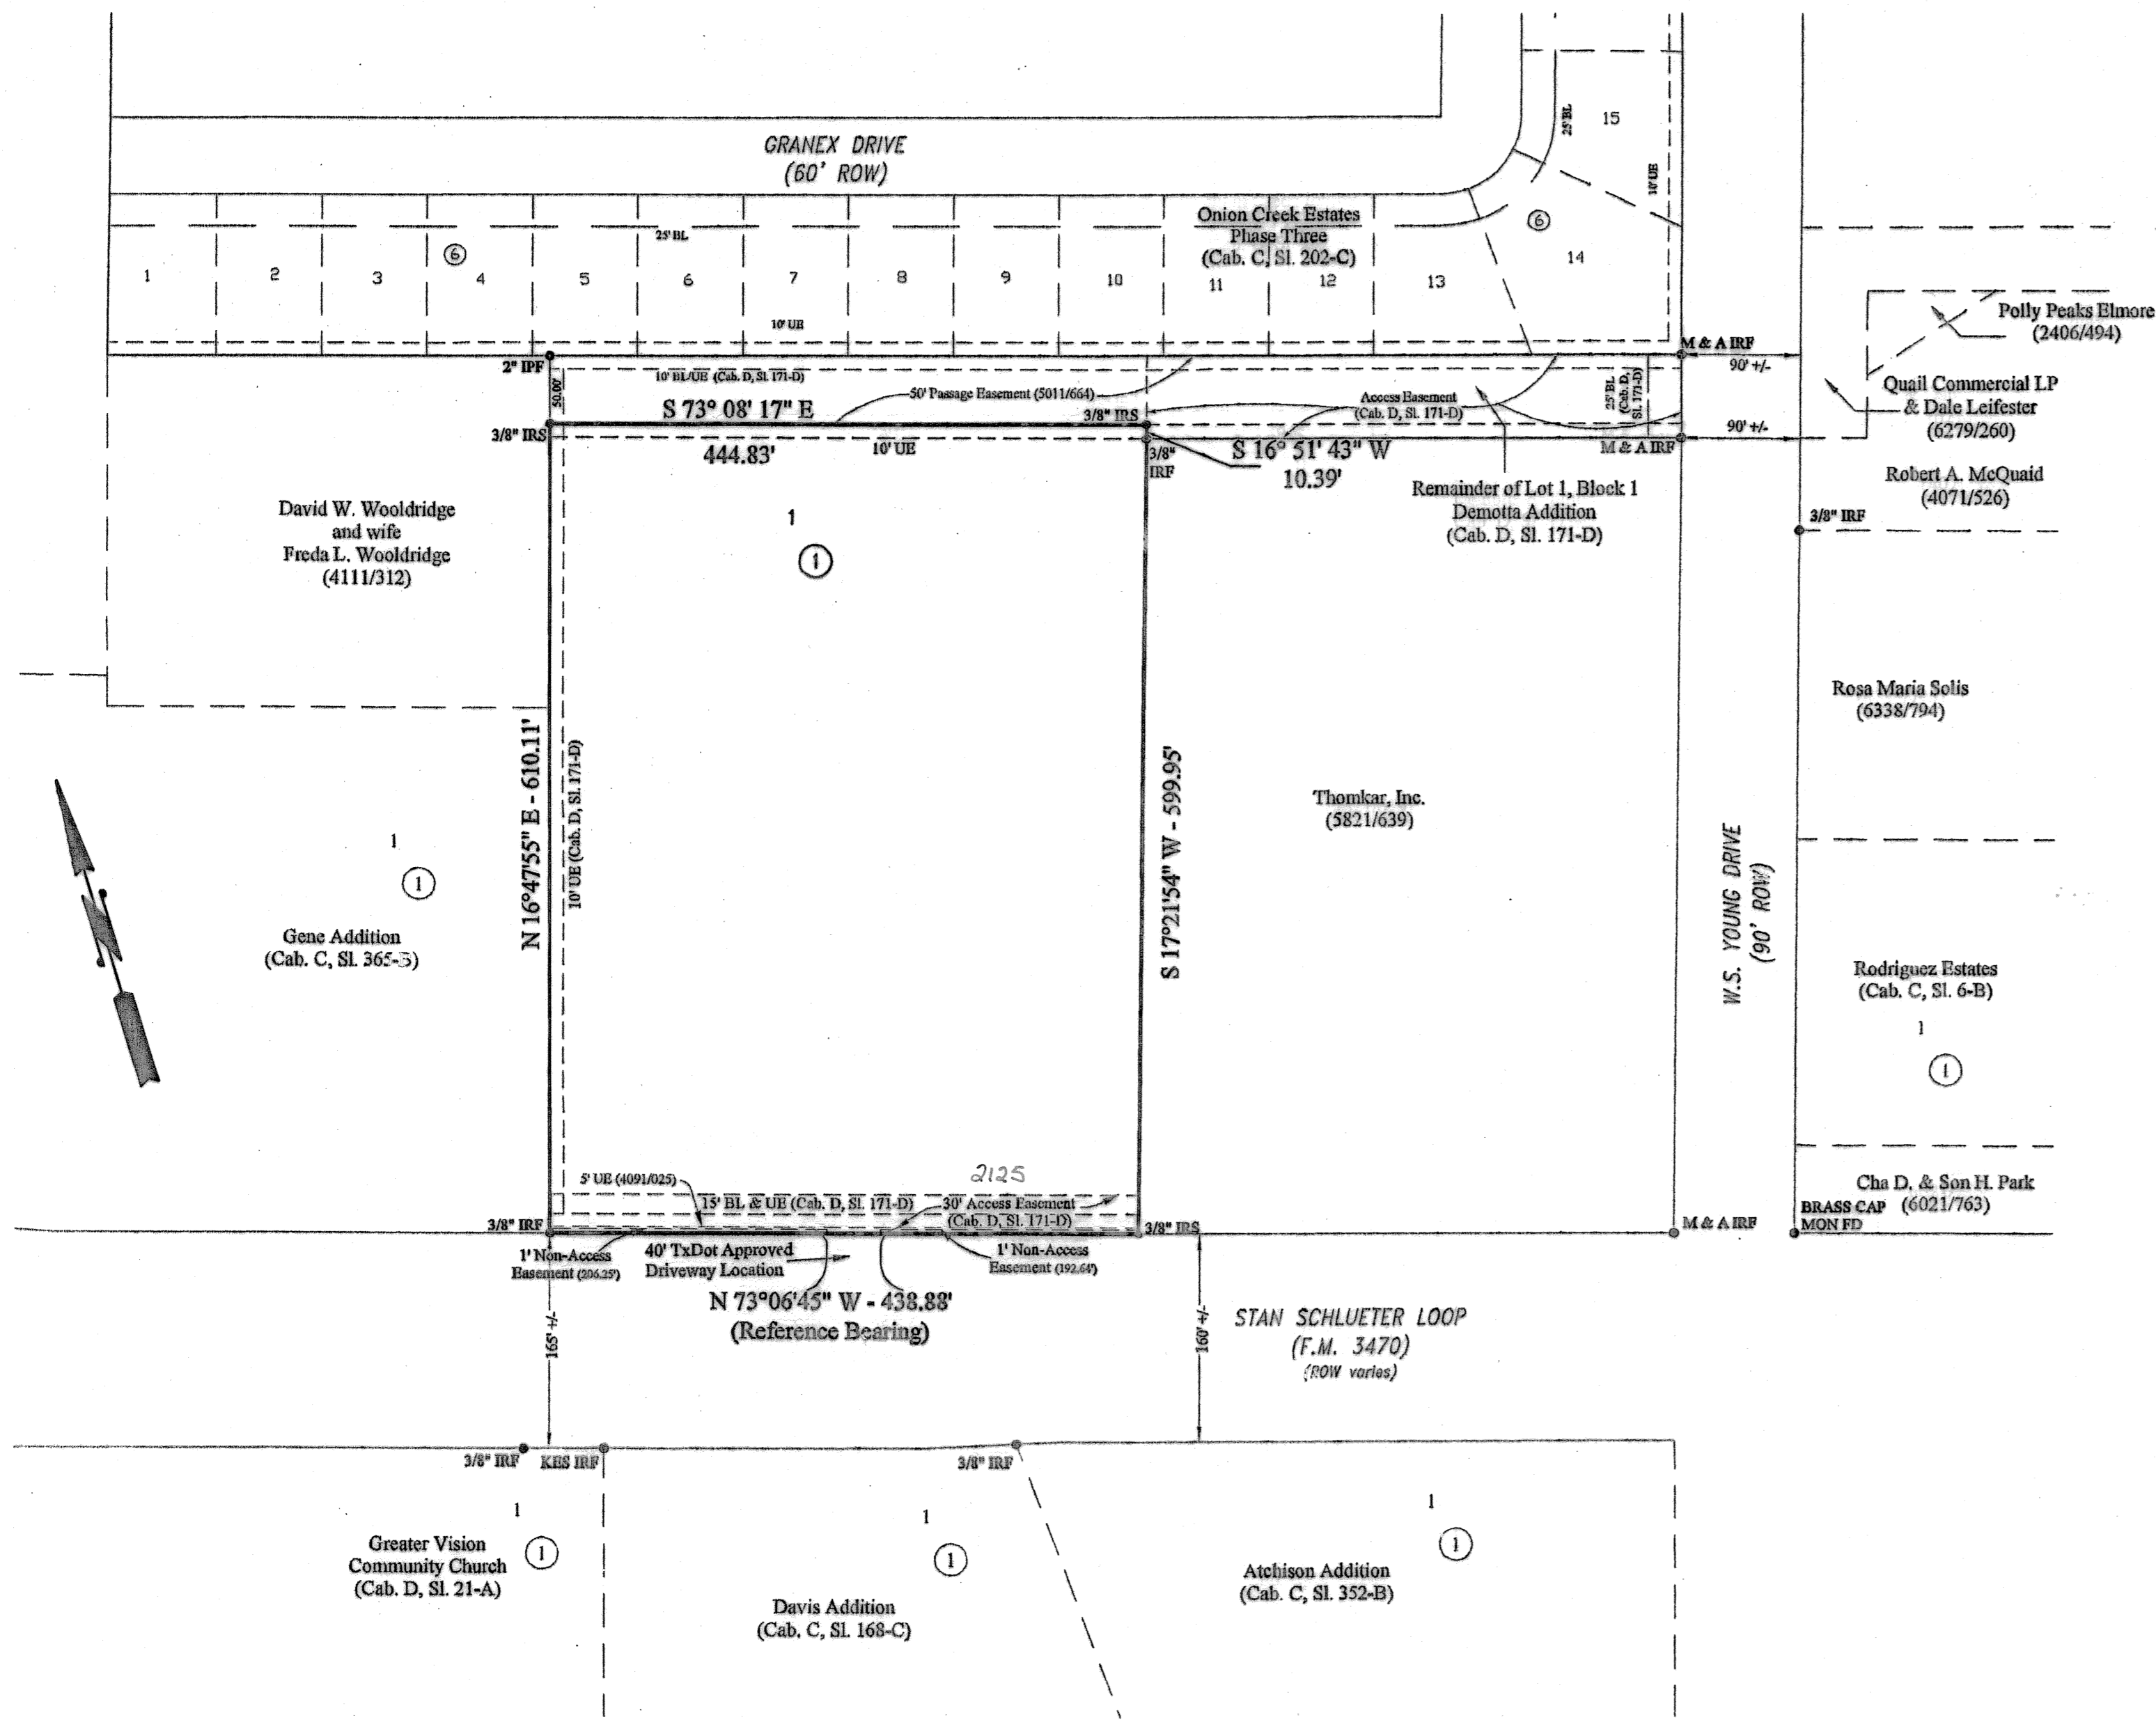 GRANEX DRIVE
(60' ROW)
15
25' BL
10' UE
Onion Creek Estates
Phase Three
(Cab. C, Sl. 202-C)
6
25' BL
6
14
1
2
3
4
5
6
7
8
9
10
11
12
13
10' UE
Polly Peaks Elmore
(2406/494)
M & A IRF
90' +/-
2" IPF
50.00'
10' BL/UE (Cab. D, Sl. 171-D)
50' Passage Easement (5011/664)
Access Easement
(Cab. D, Sl. 171-D)
25' BL
(Cab. D,
Sl. 171-D)
Quail Commercial LP
& Dale Leifester
(6279/260)
S 73° 08' 17" E
3/8" IRS
3/8" IRS
90' +/-
444.83'
10' UE
3/8"
IRF
S 16° 51' 43" W
10.39'
M & A IRF
Remainder of Lot 1, Block 1
Demotta Addition
(Cab. D, Sl. 171-D)
Robert A. McQuaid
(4071/526)
3/8" IRF
David W. Wooldridge
and wife
Freda L. Wooldridge
(4111/312)
1
1
Rosa Maria Solis
(6338/794)
N 16°47'55" E - 610.11'
10' UE (Cab. D, Sl. 171-D)
S 17°21'54" W - 599.95'
Thomkar, Inc.
(5821/639)
W.S. YOUNG DRIVE
(90' ROW)
1
1
Gene Addition
(Cab. C, Sl. 365-B)
Rodriguez Estates
(Cab. C, Sl. 6-B)
1
1
2125
5' UE (4091/025)
15' BL & UE (Cab. D, Sl. 171-D)
30' Access Easement
(Cab. D, Sl. 171-D)
Cha D. & Son H. Park
(6021/763)
BRASS CAP
MON FD
3/8" IRF
3/8" IRS
M & A IRF
1' Non-Access
Easement (206.25')
40' TxDot Approved
Driveway Location
1' Non-Access
Easement (192.64')
N 73°06'45" W - 438.88'
(Reference Bearing)
165' +/-
160' +/-
STAN SCHLUETER LOOP
(F.M. 3470)
(ROW varies)
3/8" IRF
KES IRF
3/8" IRF
1
1
Greater Vision
Community Church
(Cab. D, Sl. 21-A)
1
1
Davis Addition
(Cab. C, Sl. 168-C)
1
1
Atchison Addition
(Cab. C, Sl. 352-B)